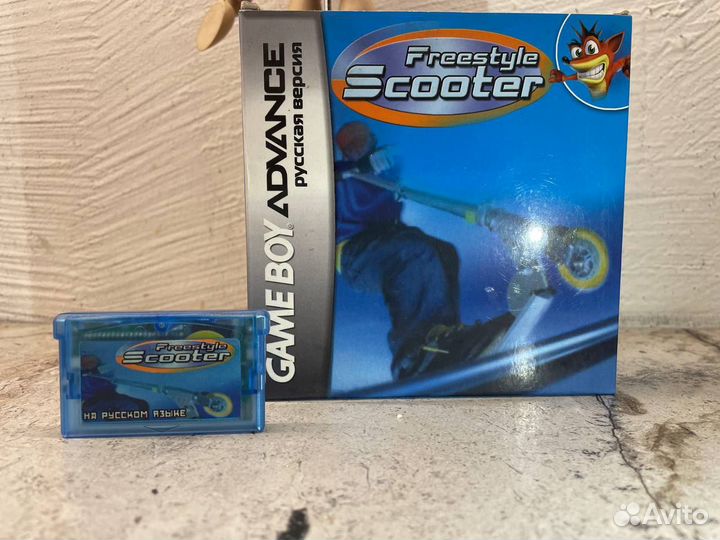 GAME BOY ADVANCE
русская версия
Freestyle
Scooter
Freestyle
Scooter
НА РУССКОМ ЯЗЫКЕ
Avito